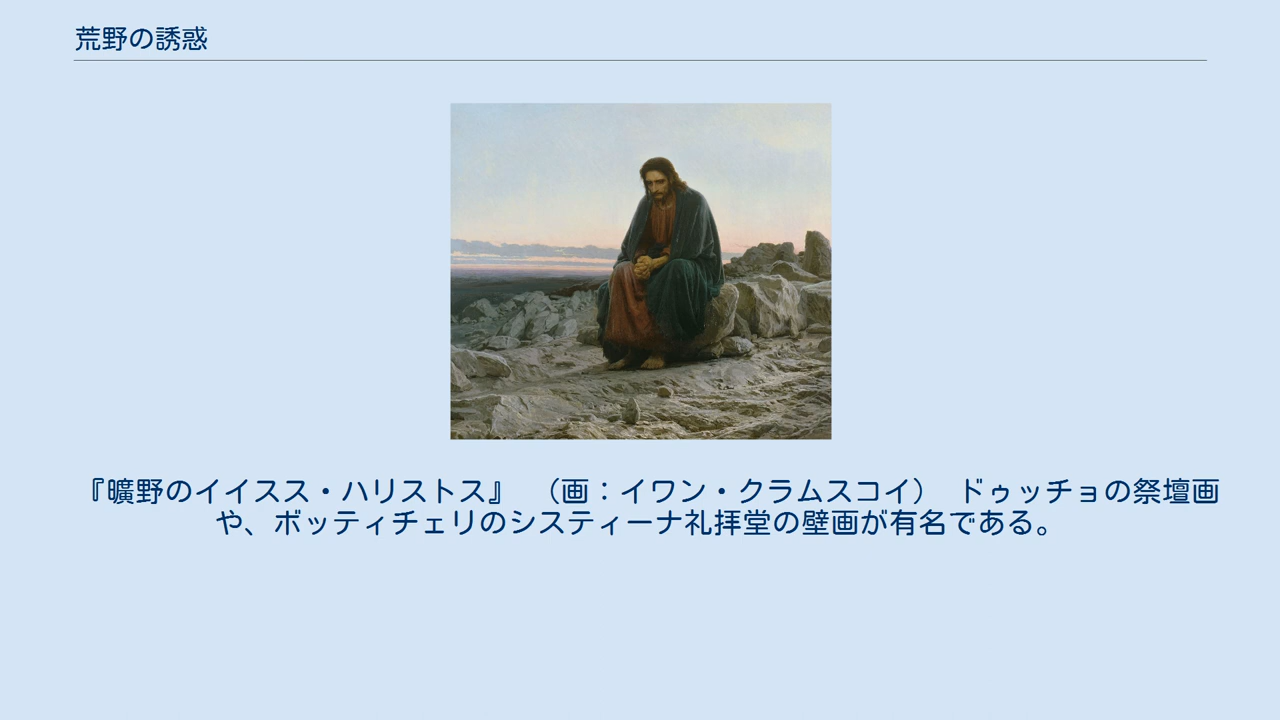 荒野の誘惑
『曠野のイイスス・ハリストス』 （画：イワン・クラムスコイ） ドゥッチョの祭壇画
や、ボッティチェリのシスティーナ礼拝堂の壁画が有名である。